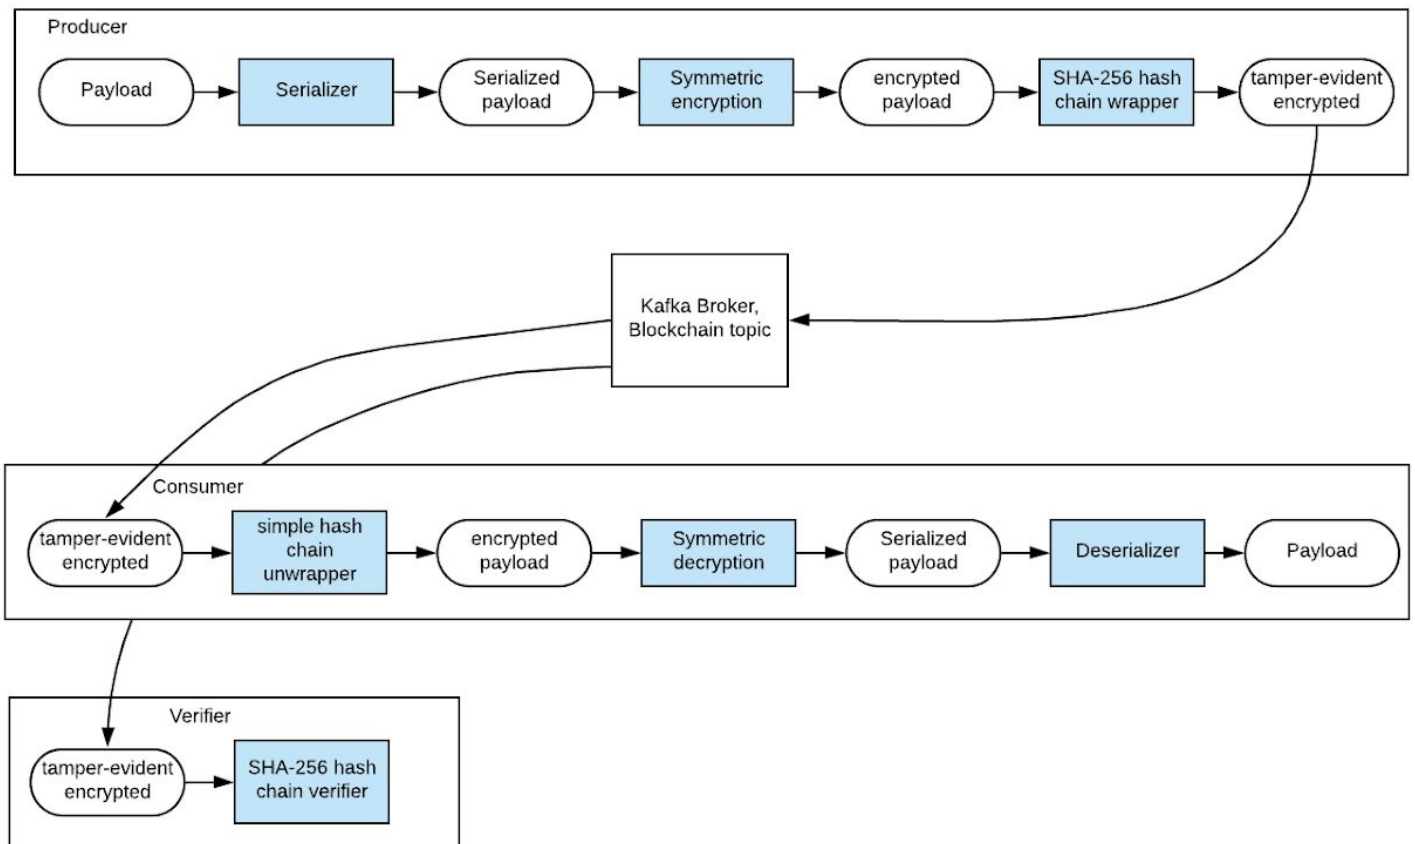 Producer
Payload
Serializer
Serialized
payload
Symmetric
encryption
encrypted
payload
SHA-256 hash
chain wrapper
tamper-evident
encrypted
Kafka Broker,
Blockchain topic
Consumer
tamper-evident
encrypted
simple hash
chain
unwrapper
encrypted
payload
Symmetric
decryption
Serialized
payload
Deserializer
Payload
Verifier
tamper-evident
encrypted
SHA-256 hash
chain verifier